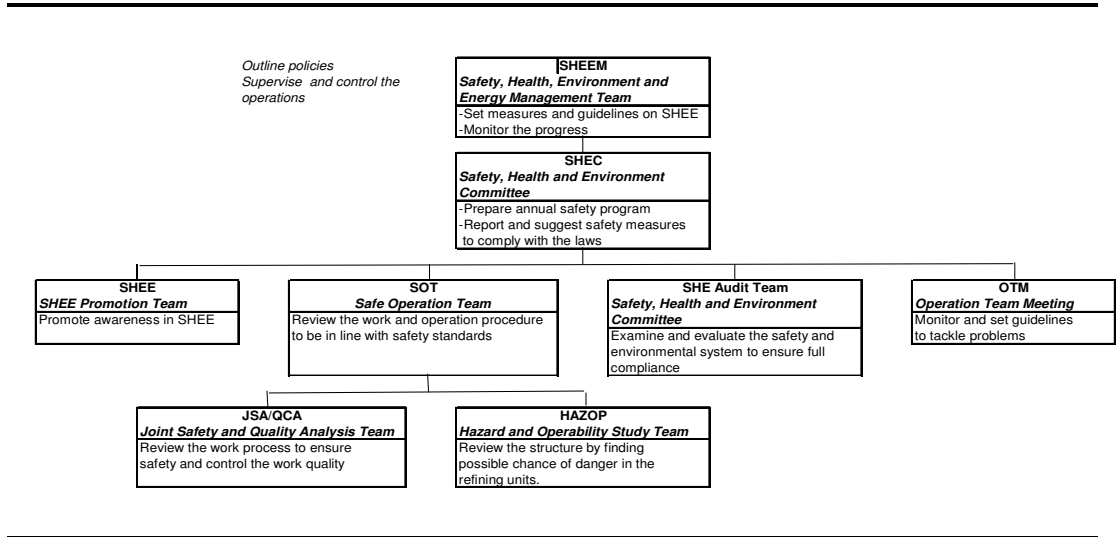 Outline policies
Supervise and control the
operations
SHEEM
Safety, Health, Environment and
Energy Management Team
-Set measures and guidelines on SHEE
-Monitor the progress
SHEC
Safety, Health and Environment
Committee
-Prepare annual safety program
-Report and suggest safety measures
to comply with the laws
SHEE
SHEE Promotion Team
Promote awareness in SHEE
SOT
Safe Operation Team
Review the work and operation procedure
to be in line with safety standards
SHE Audit Team
Safety, Health and Environment
Committee
Examine and evaluate the safety and
environmental system to ensure full
compliance
OTM
Operation Team Meeting
Monitor and set guidelines
to tackle problems
JSA/QCA
Joint Safety and Quality Analysis Team
Review the work process to ensure
safety and control the work quality
HAZOP
Hazard and Operability Study Team
Review the structure by finding
possible chance of danger in the
refining units.